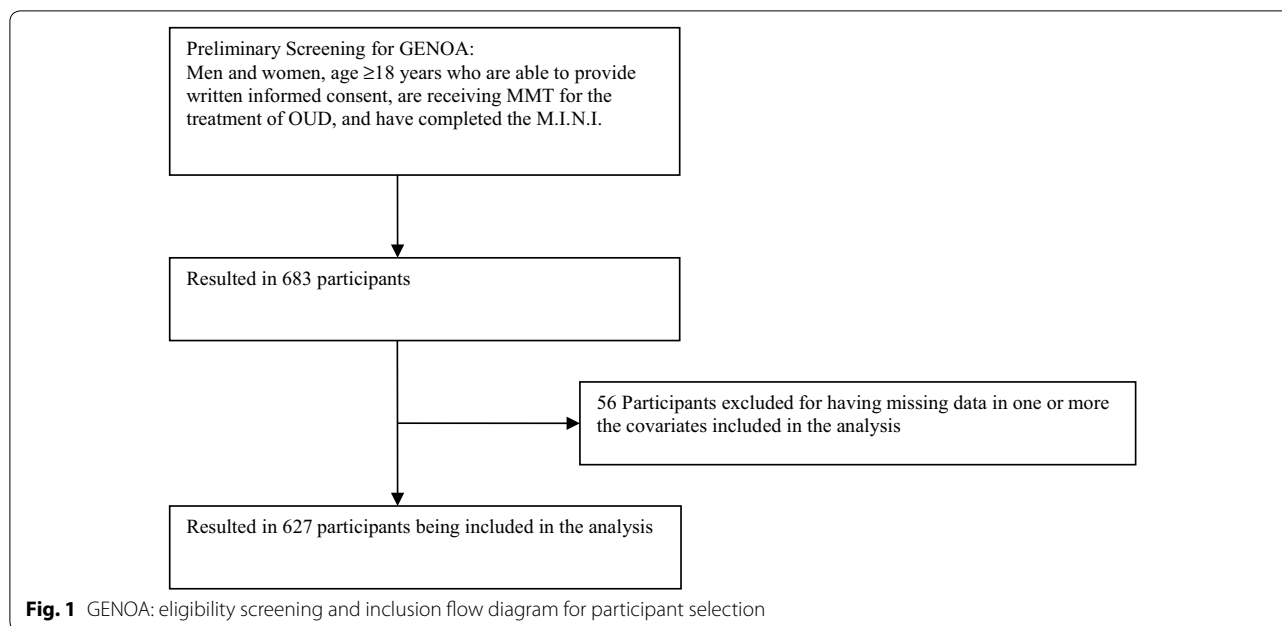 Preliminary Screening for GENOA:
Men and women, age ≥18 years who are able to provide
written informed consent, are receiving MMT for the
treatment of OUD, and have completed the M.I.N.I.
Resulted in 683 participants
56 Participants excluded for having missing data in one or more
the covariates included in the analysis
Resulted in 627 participants being included in the analysis
Fig. 1 GENOA: eligibility screening and inclusion flow diagram for participant selection